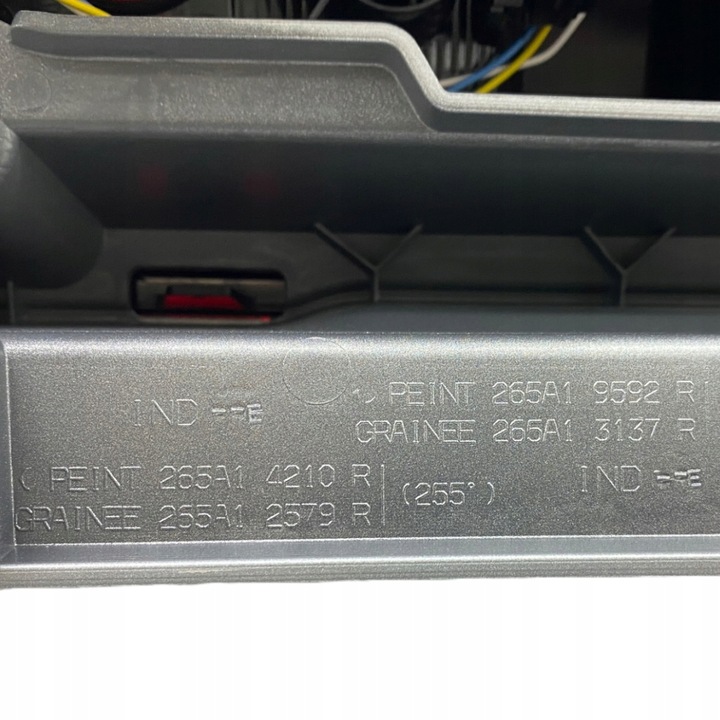 PEINT 265A1 9592 R
GRAINEE 265A1 3137 R
IND --E
PEINT 265A1 4210 R
GRAINEE 265A1 2579 R
(255°)
IND --E